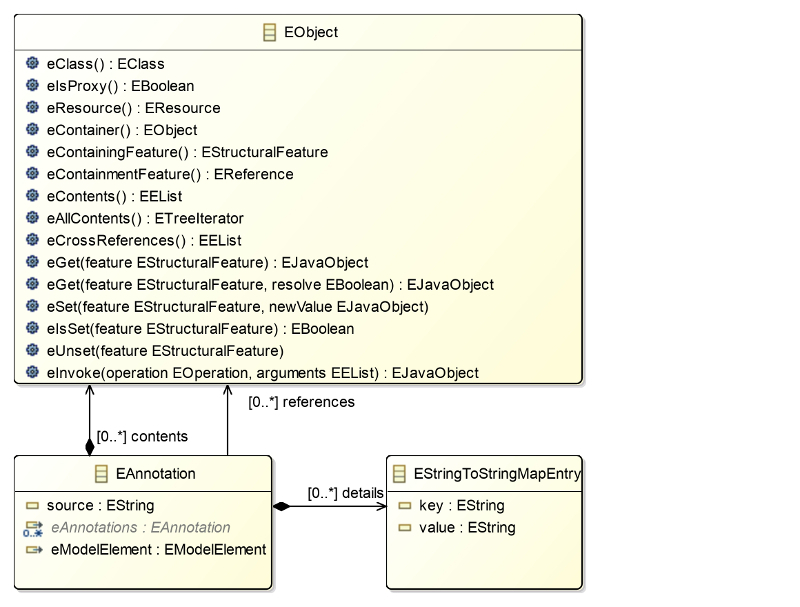 EObject
eClass() : EClass
eIsProxy() : EBoolean
eResource() : EResource
eContainer() : EObject
eContainingFeature() : EStructuralFeature
eContainmentFeature() : EReference
eContents() : EEList
eAllContents() : ETreeIterator
eCrossReferences() : EEList
eGet(feature EStructuralFeature) : EJavaObject
eGet(feature EStructuralFeature, resolve EBoolean) : EJavaObject
eSet(feature EStructuralFeature, newValue EJavaObject)
eIsSet(feature EStructuralFeature) : EBoolean
eUnset(feature EStructuralFeature)
eInvoke(operation EOperation, arguments EEList) : EJavaObject
[0..*] references
[0..*] contents
EAnnotation
source : EString
eAnnotations : EAnnotation
0..*
eModelElement : EModelElement
[0..*] details
EStringToStringMapEntry
key : EString
value : EString